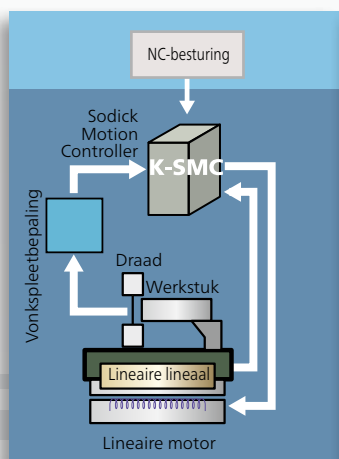 NC-besturing
Sodick
Motion
Controller
K-SMC
Vonkspleetbepaling
Draad
Werkstuk
Lineaire lineaal
Lineaire motor